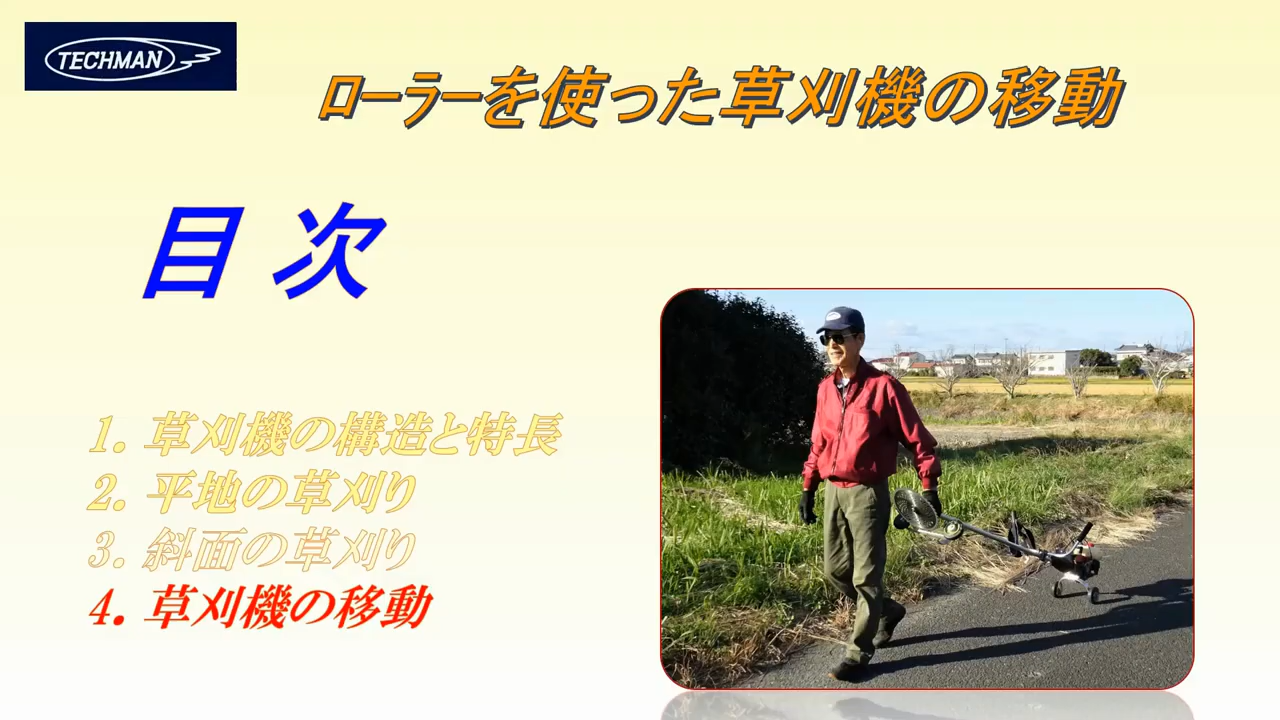 TECHMAN
ローラーを使った草刈機の移動
目次
1. 草刈機の構造と特長
2. 平地の草刈り
3. 斜面の草刈り
4. 草刈機の移動